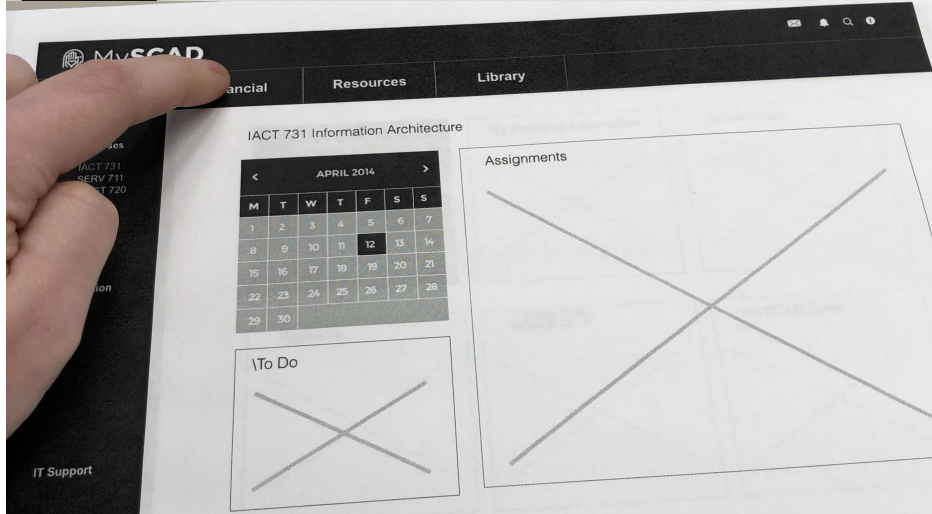 MySCAD
ancial Resources Library
ses
IACT 731
SERV 711
T 720
ion
IT Support
IACT 731 Information Architecture
< APRIL 2014 >
M T W T F S S
1 2 3 4 5 6 7
8 9 10 11 12 13 14
15 16 17 18 19 20 21
22 23 24 25 26 27 28
29 30
\To Do
Assignments